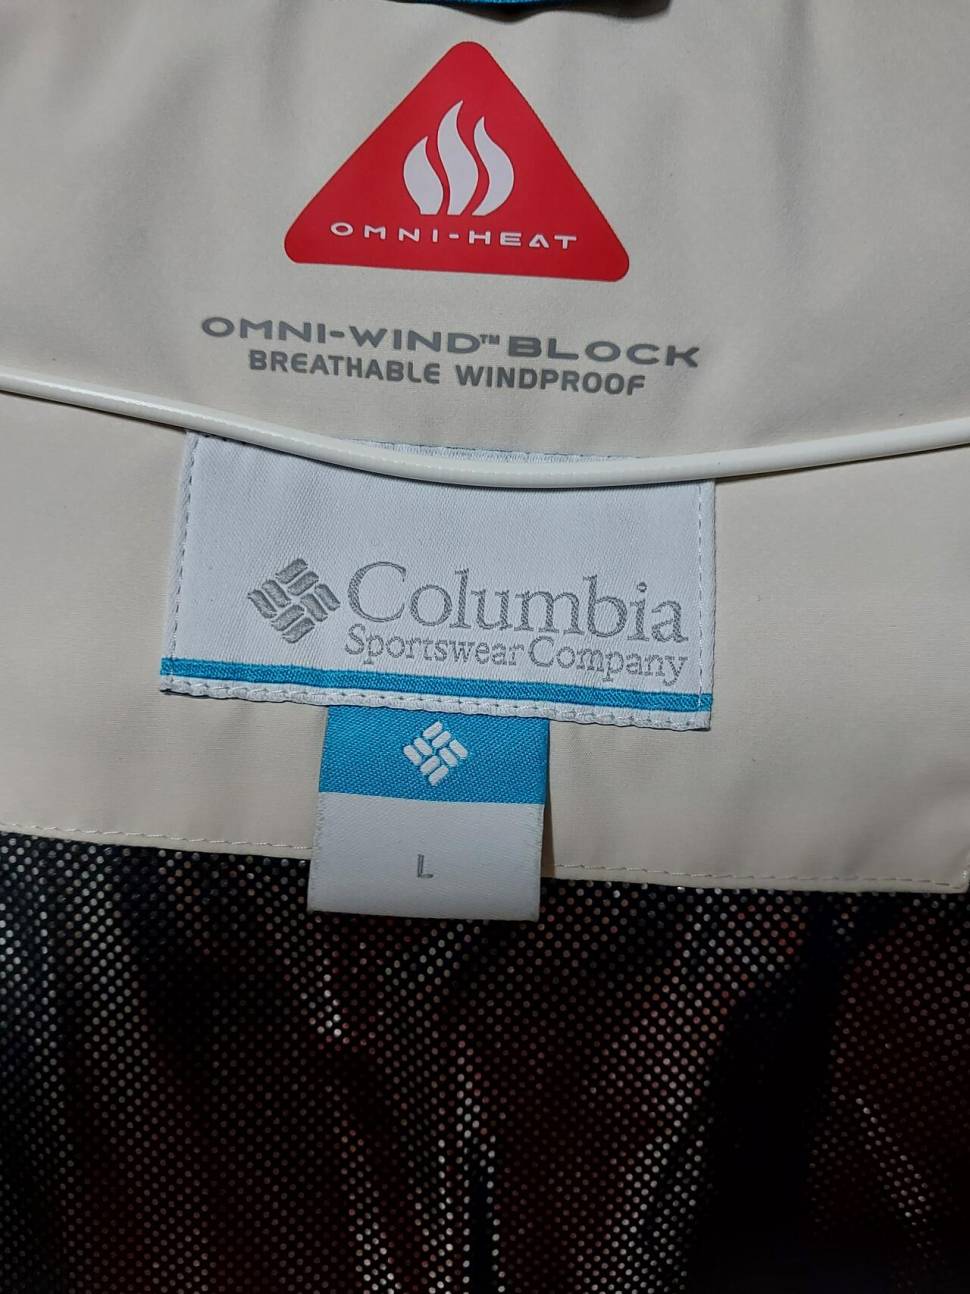 OMNI-HEAT
OMNI-WIND™ BLOCK
BREATHABLE WINDPROOF
Columbia
Sportswear Company
L